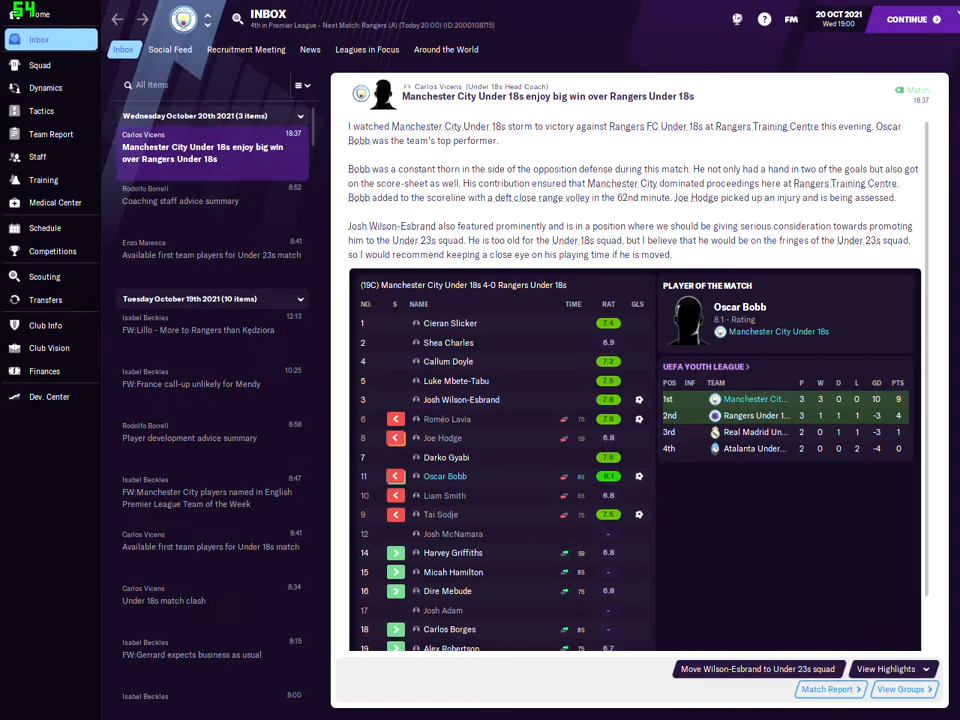 54
Home
INBOX
4th in Premier League - Next Match: Rangers (A) (Today 20:00) (ID:2000108715)
FM
20 OCT 2021
Wed 19:00
CONTINUE
Inbox
Squad
Dynamics
Tactics
Team Report
Staff
Training
Medical Center
Schedule
Competitions
Scouting
Transfers
Club Info
Club Vision
Finances
Dev. Center
Inbox
Social Feed
Recruitment Meeting
News
Leagues in Focus
Around the World
All Items
Wednesday October 20th 2021 (3 items)
Carlos Vicens 18:37
Manchester City Under 18s enjoy big win
over Rangers Under 18s
Rodolfo Borrell 8:52
Coaching staff advice summary
Enzo Maresca 8:41
Available first team players for Under 23s match
Tuesday October 19th 2021 (10 items)
Isabel Beckles 12:13
FW:Lillo - More to Rangers than Kędziora
Isabel Beckles 10:25
FW:France call-up unlikely for Mendy
Rodolfo Borrell 8:58
Player development advice summary
Isabel Beckles 8:47
FW:Manchester City players named in English
Premier League Team of the Week
Carlos Vicens 8:41
Available first team players for Under 18s match
Carlos Vicens 8:34
Under 18s match clash
Isabel Beckles 8:15
FW:Gerrard expects business as usual
Isabel Beckles 8:00
Carlos Vicens (Under 18s Head Coach)
Manchester City Under 18s enjoy big win over Rangers Under 18s
Match
18:37
I watched Manchester City Under 18s storm to victory against Rangers FC Under 18s at Rangers Training Centre this evening. Oscar
Bobb was the team's top performer.
Bobb was a constant thorn in the side of the opposition defense during this match. He not only had a hand in two of the goals but also got
on the score-sheet as well. His contribution ensured that Manchester City dominated proceedings here at Rangers Training Centre.
Bobb added to the scoreline with a deft close range volley in the 62nd minute. Joe Hodge picked up an injury and is being assessed.
Josh Wilson-Esbrand also featured prominently and is in a position where we should be giving serious consideration towards promoting
him to the Under 23s squad. He is too old for the Under 18s squad, but I believe that he would be on the fringes of the Under 23s squad,
so I would recommend keeping a close eye on his playing time if he is moved.
(19C) Manchester City Under 18s 4-0 Rangers Under 18s
NO. S NAME TIME RAT GLS
1 Cieran Slicker 7.4
2 Shea Charles 6.9
4 Callum Doyle 7.2
5 Luke Mbete-Tabu 7.5
3 Josh Wilson-Esbrand 7.8
6 Roméo Lavia 75 7.8
8 Joe Hodge 59 6.8
7 Darko Gyabi 7.6
11 Oscar Bobb 85 8.1
10 Liam Smith 85 6.8
9 Tai Sodje 75 7.5
12 Josh McNamara -
14 Harvey Griffiths 59 6.8
15 Micah Hamilton 85 -
16 Dire Mebude 75 6.8
17 Josh Adam -
18 Carlos Borges 85 -
19 Alex Robertson 75 6.7
PLAYER OF THE MATCH
Oscar Bobb
8.1 - Rating
Manchester City Under 18s
UEFA YOUTH LEAGUE >
POS INF TEAM P W D L GD PTS
1st Manchester Cit... 3 3 0 0 10 9
2nd Rangers Under 1... 3 1 1 1 -3 4
3rd Real Madrid Un... 2 0 1 1 -3 1
4th Atalanta Under... 2 0 0 2 -4 0
Move Wilson-Esbrand to Under 23s squad
View Highlights
Match Report >
View Groups >